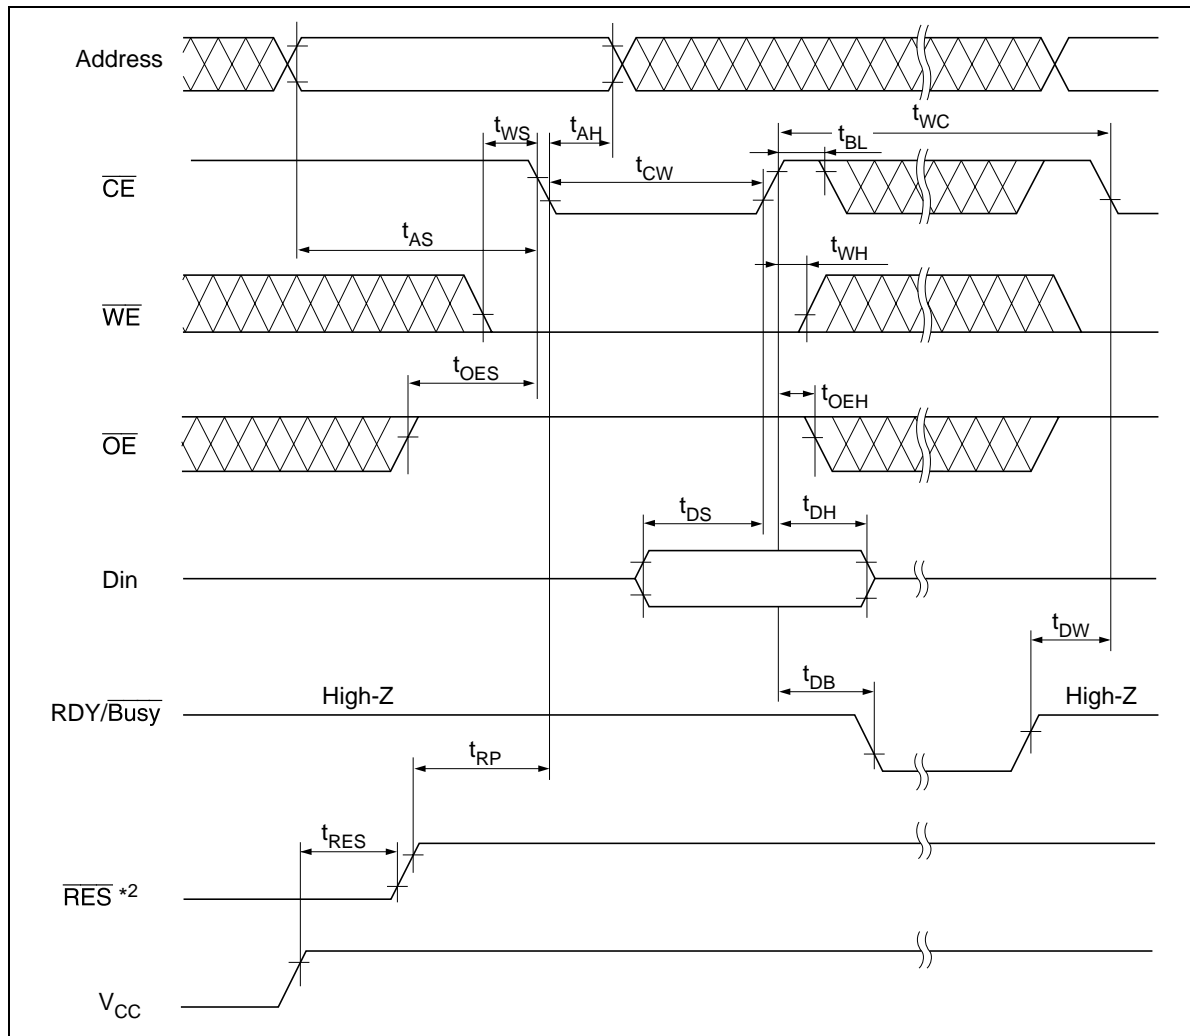 Address
tWC
tWS
tAH
tBL
CE
tCW
tAS
tWH
WE
tOES
tOEH
OE
tDS
tDH
Din
tDW
High-Z
tDB
High-Z
RDY/Busy
tRP
tRES
RES *2
VCC